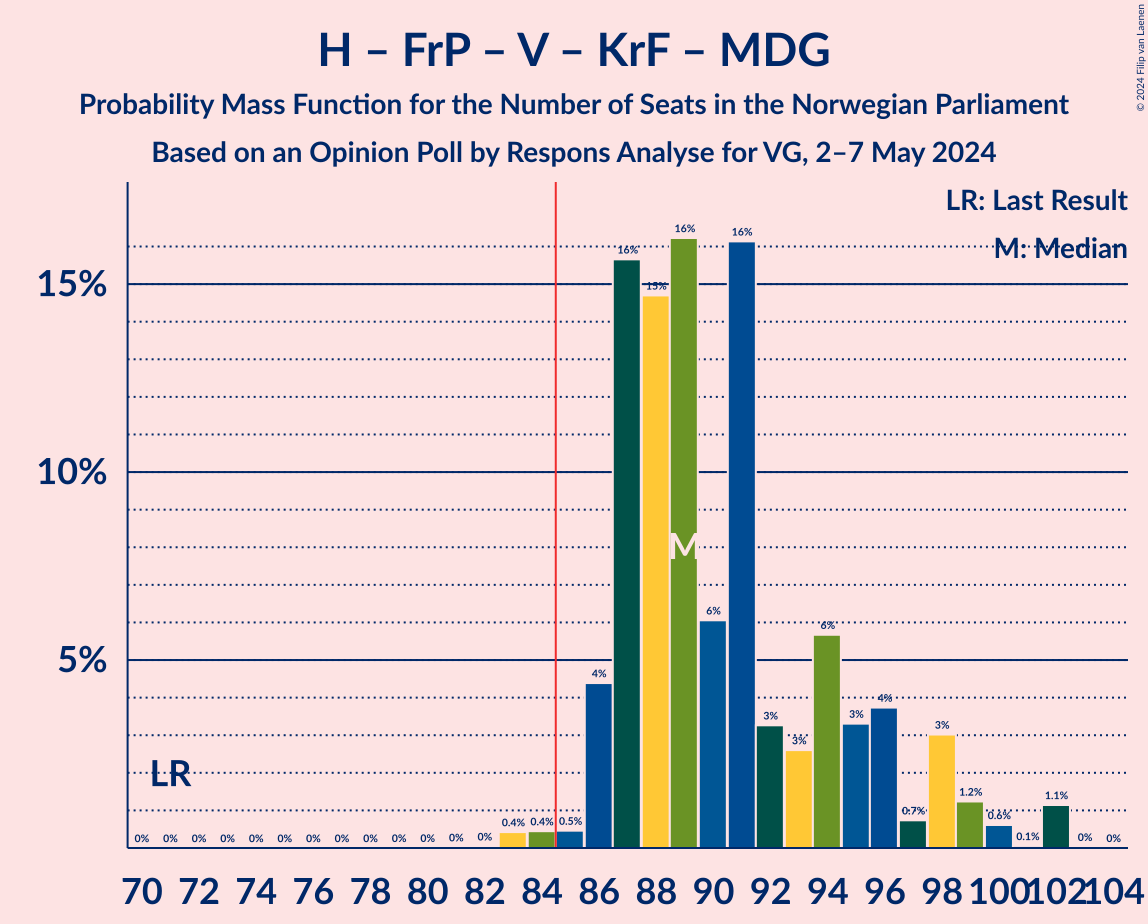 H – FrP – V – KrF – MDG
Probability Mass Function for the Number of Seats in the Norwegian Parliament
Based on an Opinion Poll by Respons Analyse for VG, 2–7 May 2024
© 2024 Filip van Laenen
LR: Last Result
M: Median
15%
10%
5%
LR
M
0% 0% 0% 0% 0% 0% 0% 0% 0% 0% 0% 0% 0% 0.4% 0.4% 0.5% 4% 16% 15% 16% 6% 16% 3% 3% 6% 3% 4% 0.7% 3% 1.2% 0.6% 0.1% 1.1% 0% 0%
70 72 74 76 78 80 82 84 86 88 90 92 94 96 98 100 102 104